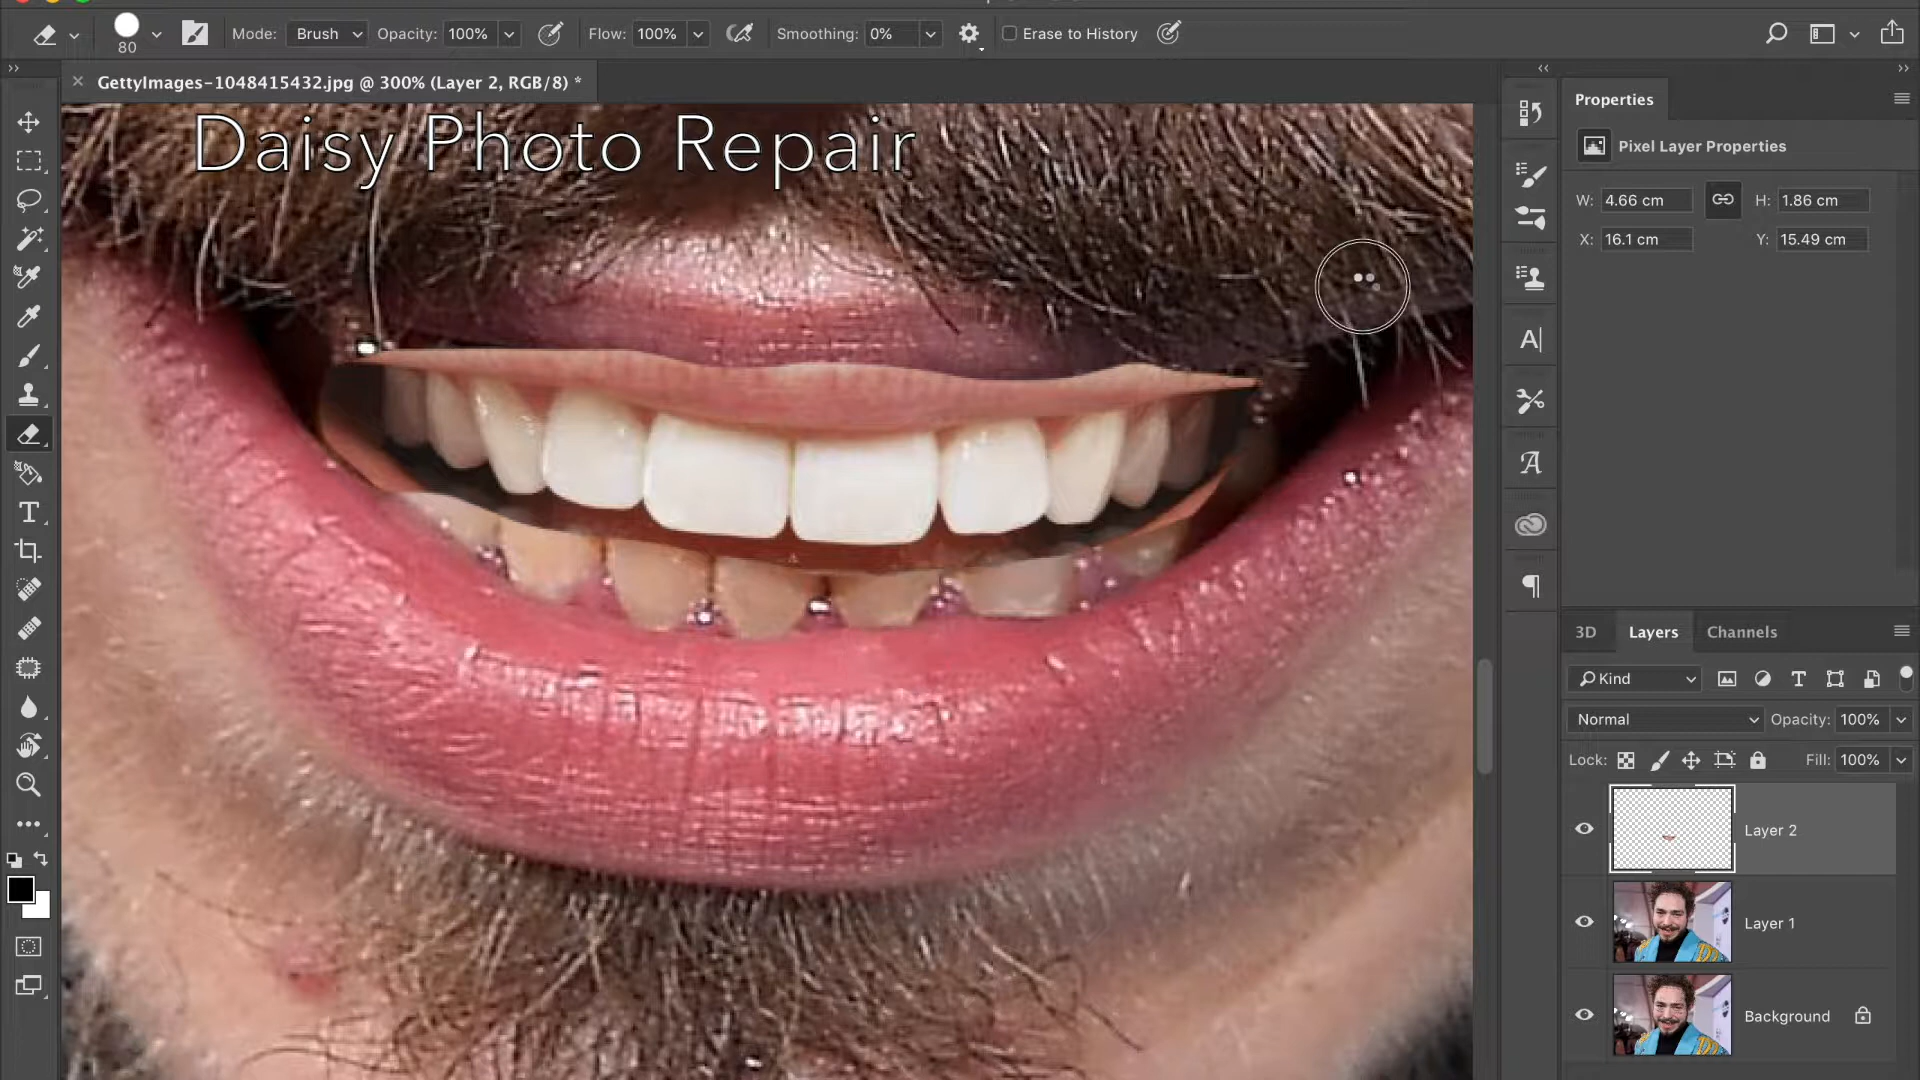 80
Mode:
Brush
Opacity: 100%
Flow: 100%
Smoothing: 0%
Erase to History
GettyImages-1048415432.jpg @ 300% (Layer 2, RGB/8) *
Daisy Photo Repair
Properties
Pixel Layer Properties
W: 4.66 cm
H: 1.86 cm
X: 16.1 cm
Y: 15.49 cm
3D
Layers
Channels
Kind
Normal
Opacity: 100%
Lock:
Fill: 100%
Layer 2
Layer 1
Background